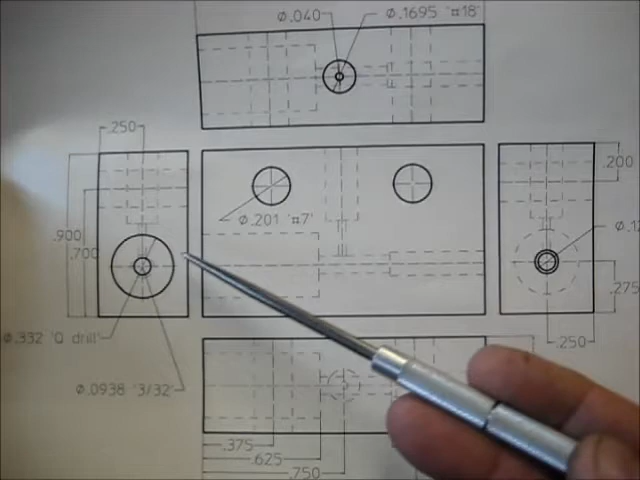 Ø.040
Ø.1695 '#18'
.250
.200
.900
.700
Ø.201 '#7'
.275
Ø.332 'Q drill'
.250
Ø.0938 '3/32'
.375
.625
.750